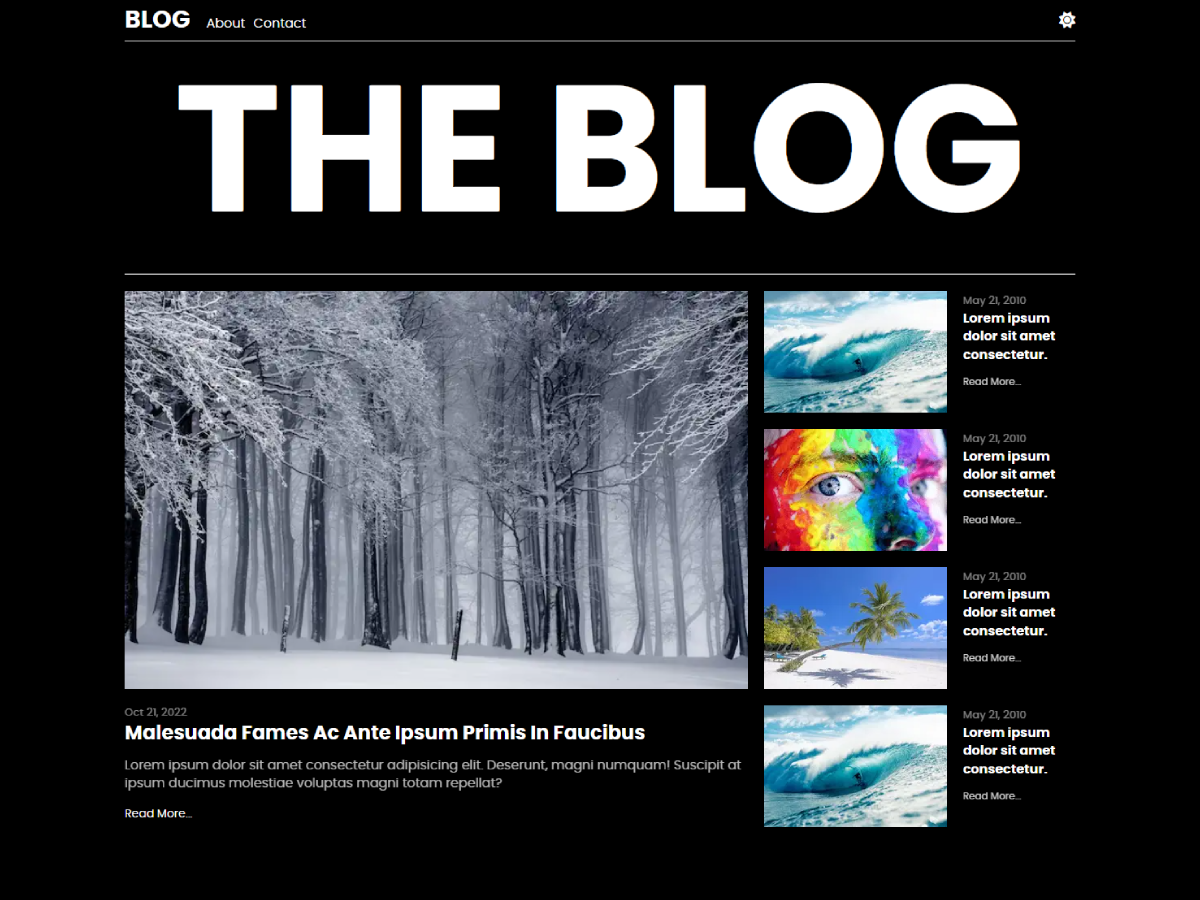 BLOG About Contact
THE BLOG
Oct 21, 2022
Malesuada Fames Ac Ante Ipsum Primis In Faucibus
Lorem ipsum dolor sit amet consectetur adipisicing elit. Deserunt, magni numquam! Suscipit at
ipsum ducimus molestiae voluptas magni totam repellat?
Read More...
May 21, 2010
Lorem ipsum
dolor sit amet
consectetur.
Read More...
May 21, 2010
Lorem ipsum
dolor sit amet
consectetur.
Read More...
May 21, 2010
Lorem ipsum
dolor sit amet
consectetur.
Read More...
May 21, 2010
Lorem ipsum
dolor sit amet
consectetur.
Read More...